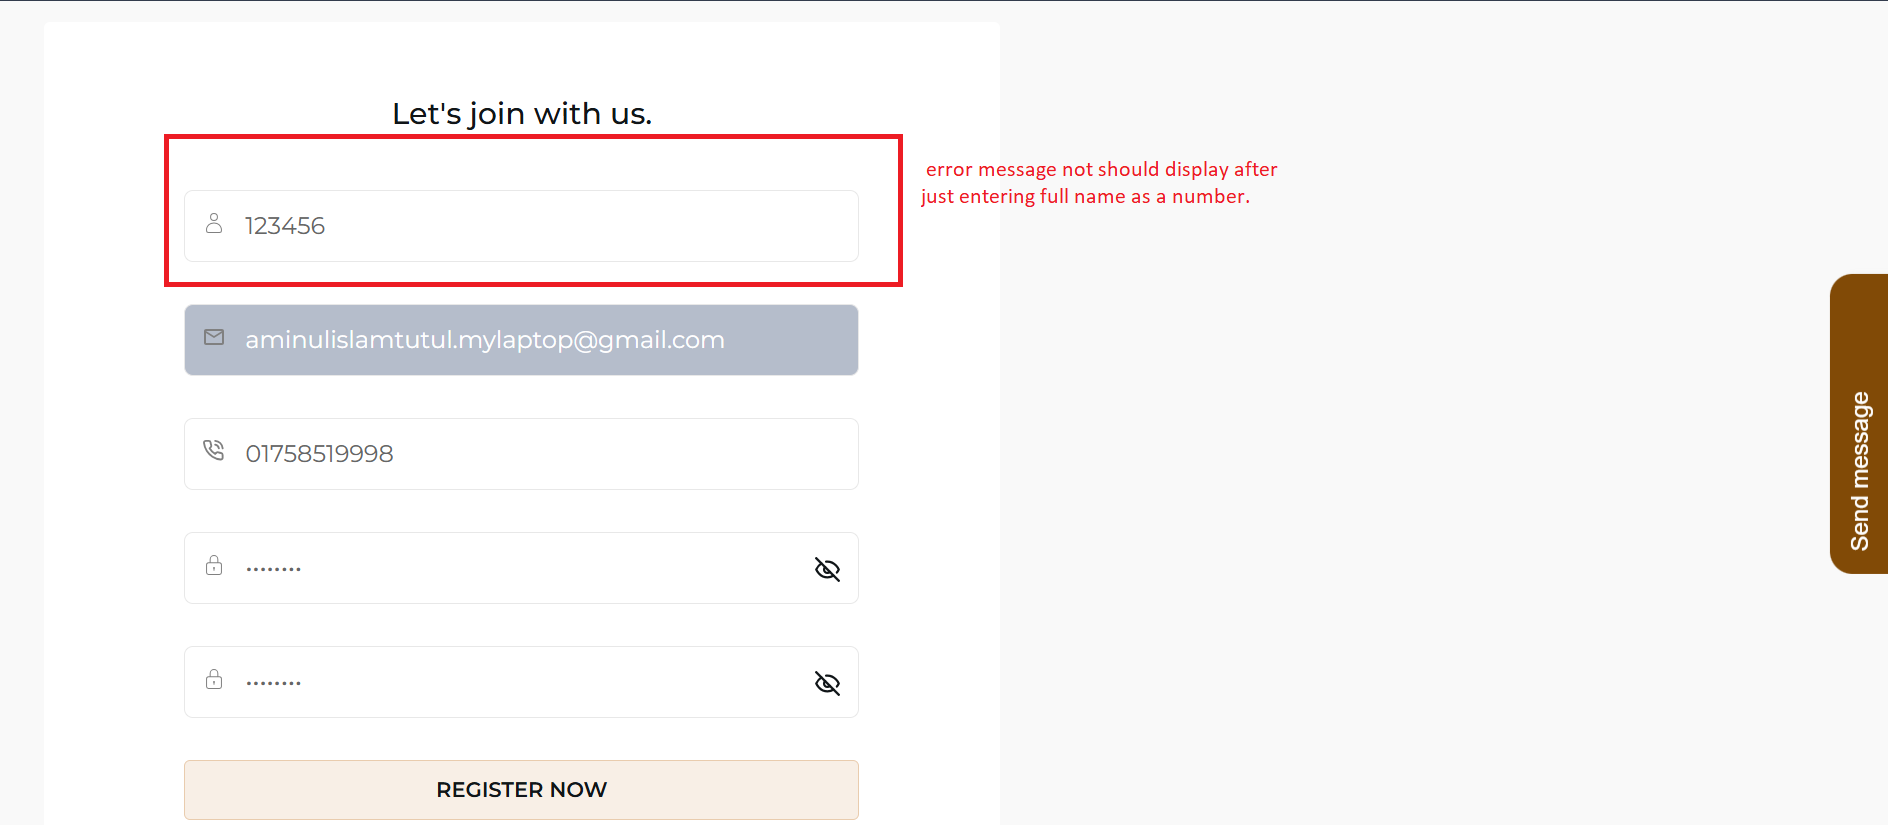 Let's join with us.
error message not should display after
just entering full name as a number.
123456
aminulislamtutul.mylaptop@gmail.com
01758519998
••••••••
••••••••
REGISTER NOW
Send message